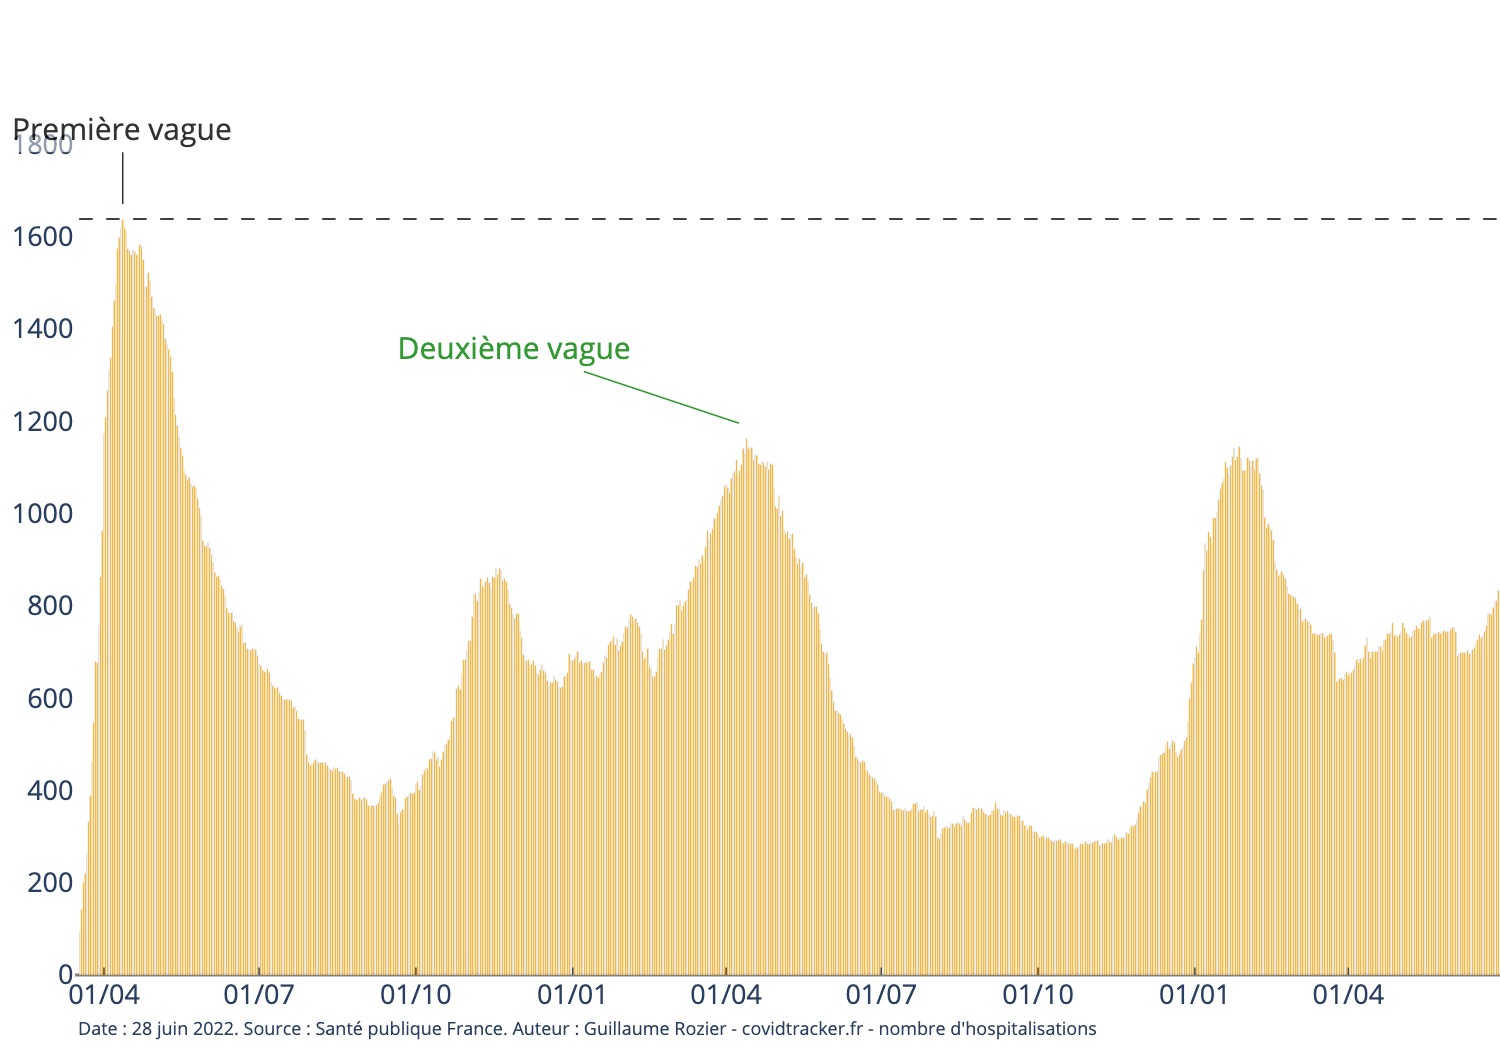 Première vague
1800
1600
1400
Deuxième vague
1200
1000
800
600
400
200
0
01/04 01/07 01/10 01/01 01/04 01/07 01/10 01/01 01/04
Date : 28 juin 2022. Source : Santé publique France. Auteur : Guillaume Rozier - covidtracker.fr - nombre d'hospitalisations